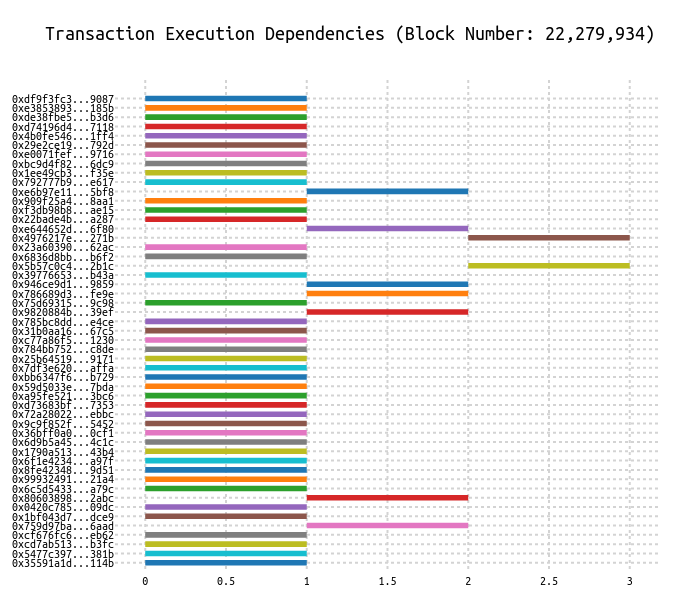 Transaction Execution Dependencies (Block Number: 22,279,934)
0xdf9f3fc3...9087
0xe3853893...185b
0xde38fbe5...b3d6
0xd74196d4...7118
0x4b0fe546...1ff4
0x29e2ce19...792d
0xe0071fef...9716
0xbc9d4f82...6dc9
0x1ee49cb3...f35e
0x792777b9...e617
0xe6b97e11...5bf8
0x909f25a4...8aa1
0xf3db98b8...ae15
0x22bade4b...a287
0xe644652d...6f80
0x4976217e...271b
0x23a60390...62ac
0x6836d8bb...b6f2
0x5b57c0c4...2b1c
0x39776653...b43a
0x946ce9d1...9859
0x786689d3...fe9e
0x75d69315...9c98
0x9820884b...39ef
0x785bc8dd...e4ce
0x31b0aa16...67c5
0xc77a86f5...1230
0x784bb752...c8de
0x25b64519...9171
0x7df3e620...affa
0xbb6347f6...b729
0x59d5033e...7bda
0xa95fe521...3bc6
0xd73683bf...7353
0x72a28022...ebbc
0x9c9f852f...5452
0x36bff0a0...0cf1
0x6d9b5a45...4c1c
0x1790a513...43b4
0x6f1e4234...a97f
0x8fe42348...9d51
0x99932491...21a4
0x6c5d5433...a79c
0x80603898...2abc
0x0420c785...09dc
0x1bf043d7...dce9
0x759d97ba...6aad
0xcf676fc6...eb62
0xcd7ab513...b3fc
0x5477c397...381b
0x35591a1d...114b
0 0.5 1 1.5 2 2.5 3